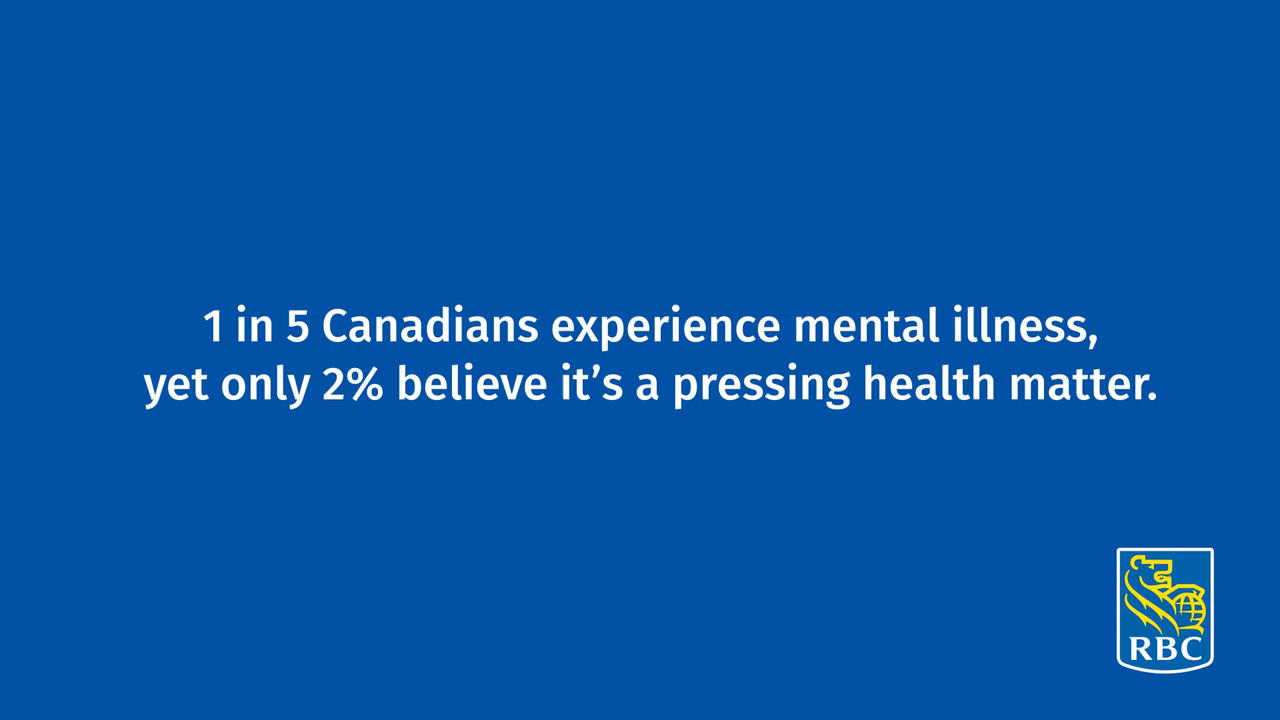 1 in 5 Canadians experience mental illness,
yet only 2% believe it’s a pressing health matter.
RBC